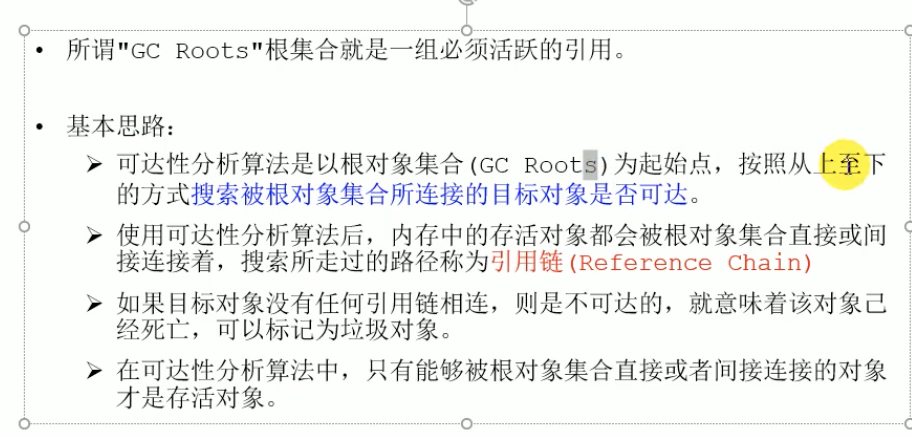 • 所谓"GC Roots"根集合就是一组必须活跃的引用。
• 基本思路：
➢ 可达性分析算法是以根对象集合(GC Roots)为起始点，按照从上至下
的方式搜索被根对象集合所连接的目标对象是否可达。
➢ 使用可达性分析算法后，内存中的存活对象都会被根对象集合直接或间
接连接着，搜索所走过的路径称为引用链(Reference Chain)
➢ 如果目标对象没有任何引用链相连，则是不可达的，就意味着该对象己
经死亡，可以标记为垃圾对象。
➢ 在可达性分析算法中，只有能够被根对象集合直接或者间接连接的对象
才是存活对象。